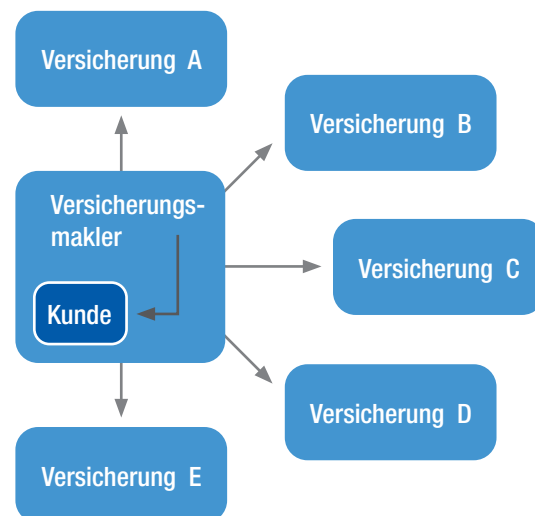 Versicherung A
Versicherung B
Versicherungs-
makler
Versicherung C
Kunde
Versicherung D
Versicherung E